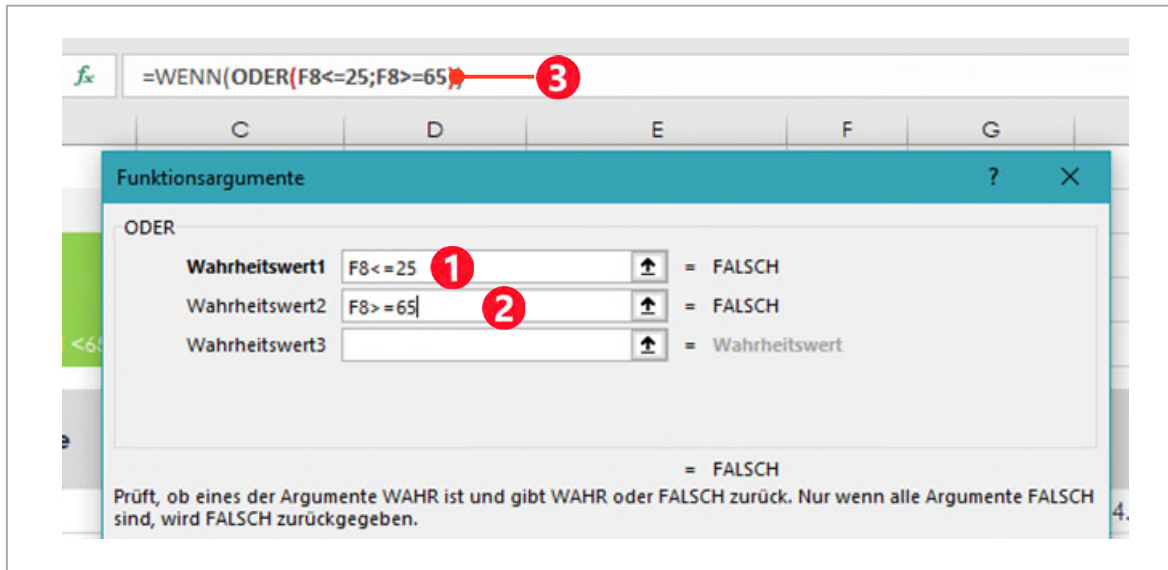 fx =WENN(ODER(F8<=25;F8>=65)) 3
C D E F G
Funktionsargumente ? ×
ODER
Wahrheitswert1 F8<=25 1 = FALSCH
Wahrheitswert2 F8>=65 2 = FALSCH
<65
Wahrheitswert3 = Wahrheitswert
e
= FALSCH
Prüft, ob eines der Argumente WAHR ist und gibt WAHR oder FALSCH zurück. Nur wenn alle Argumente FALSCH
sind, wird FALSCH zurückgegeben.
4.